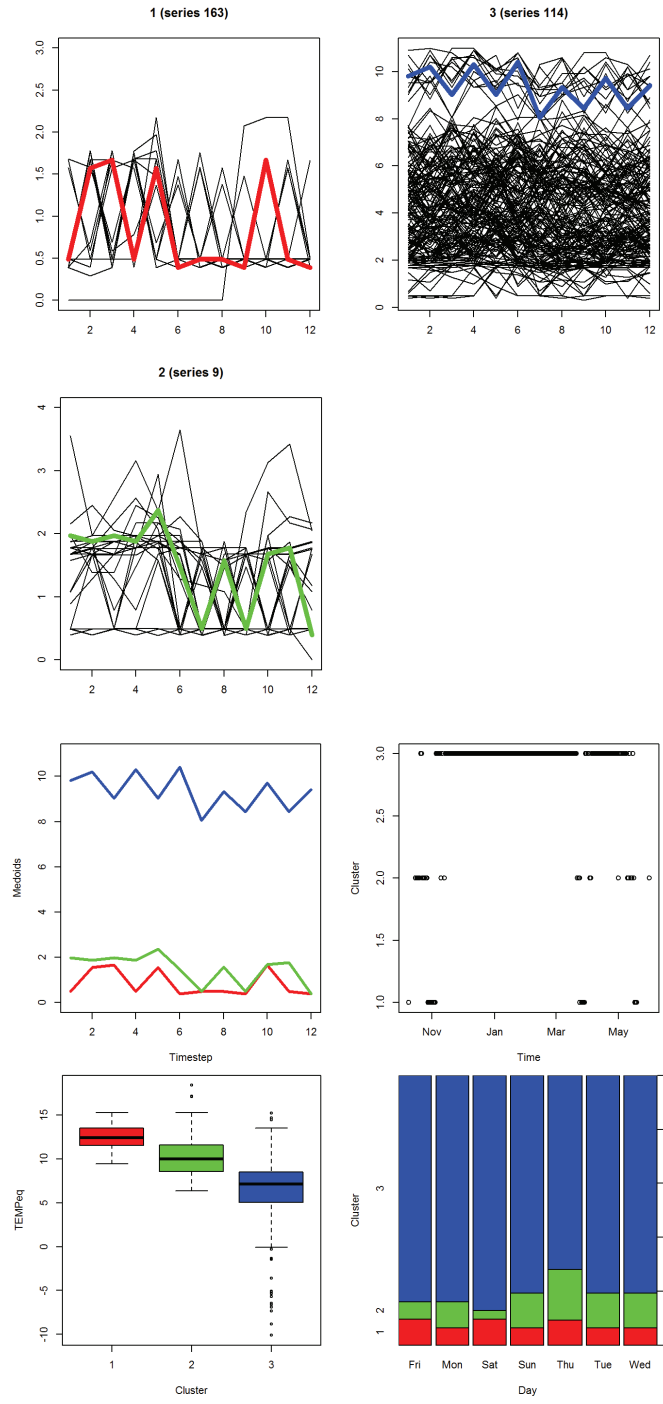 1 (series 163)
3.0
2.5
2.0
1.5
1.0
0.5
0.0
2 4 6 8 10 12
3 (series 114)
10
8
6
4
2
0
2 4 6 8 10 12
2 (series 9)
4
3
2
1
0
2 4 6 8 10 12
Medoids
10
8
6
4
2
0
2 4 6 8 10 12
Timestep
Cluster
3.0
2.5
2.0
1.5
1.0
Nov Jan Mar May
Time
TEMPeq
15
10
5
0
-5
-10
1 2 3
Cluster
Cluster
3
2
1
Fri Mon Sat Sun Thu Tue Wed
Day